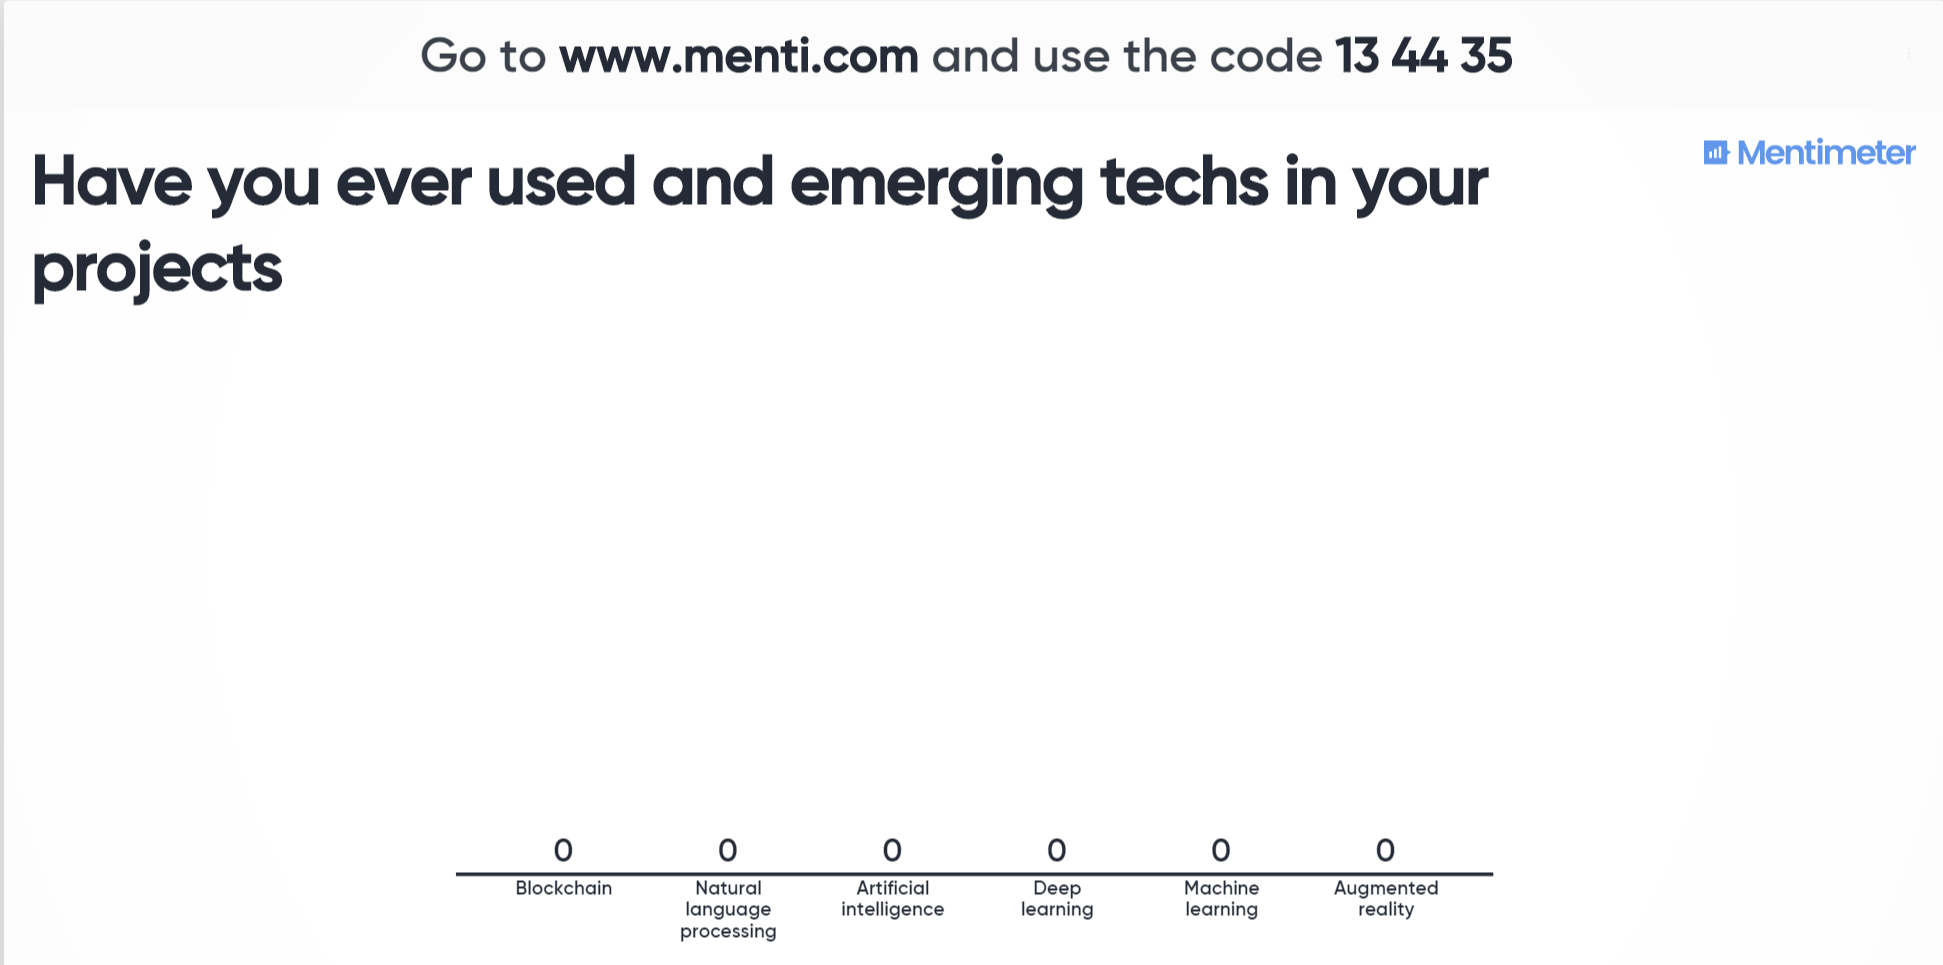 Go to www.menti.com and use the code 13 44 35
Mentimeter
Have you ever used and emerging techs in your
projects
0 0 0 0 0 0
Blockchain Natural Artificial Deep Machine Augmented
language intelligence learning learning reality
processing